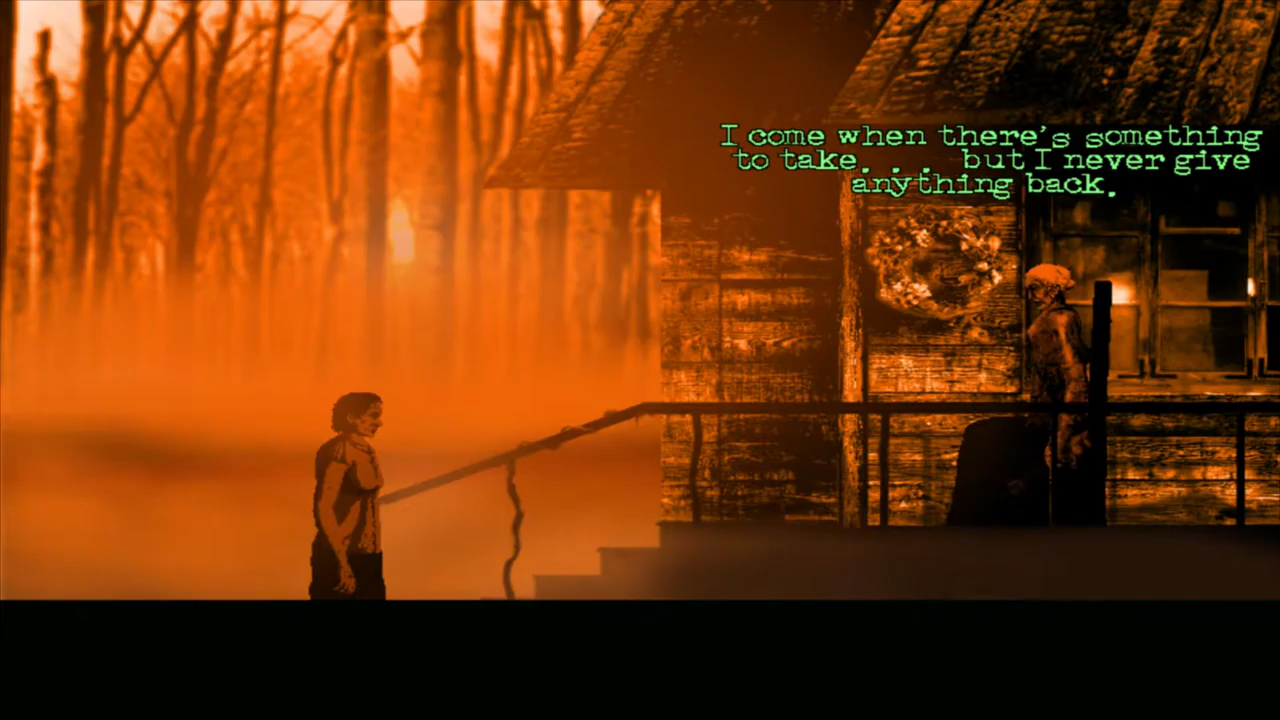 I come when there's something
to take. . . but I never give
anything back.